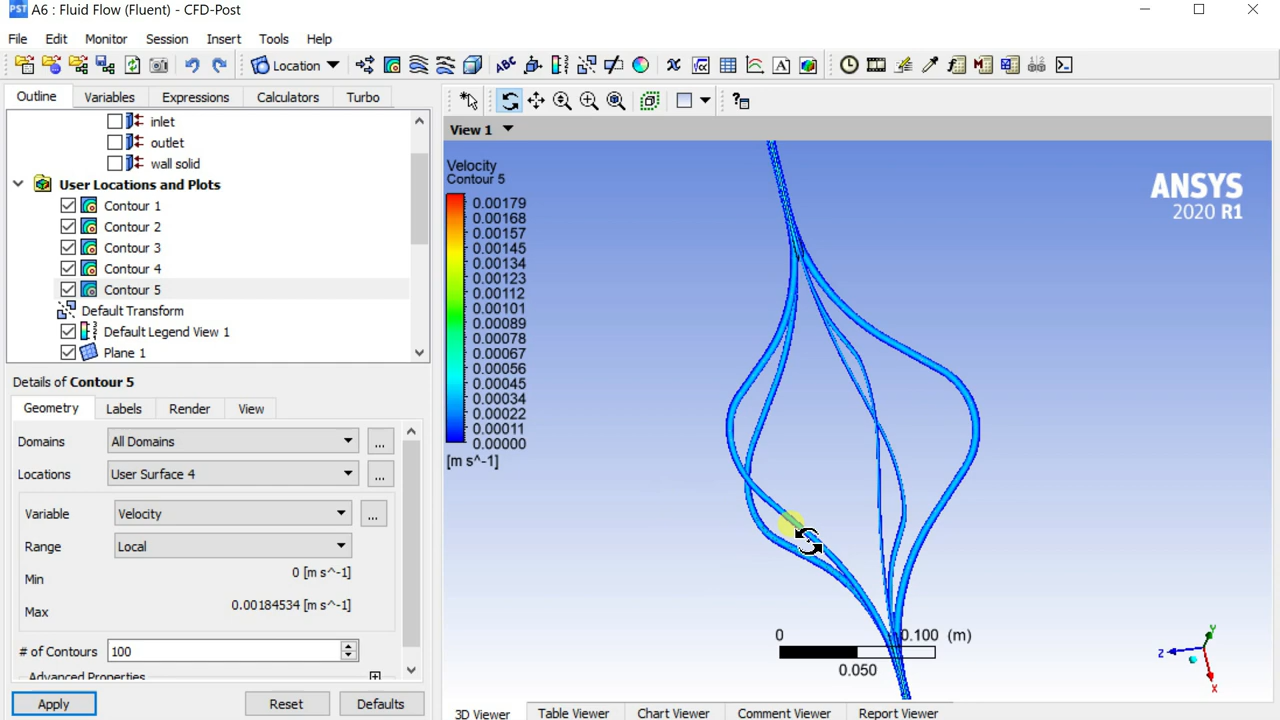 PST A6 : Fluid Flow (Fluent) - CFD-Post
File Edit Monitor Session Insert Tools Help
Location
Outline Variables Expressions Calculators Turbo
inlet
outlet
wall solid
User Locations and Plots
Contour 1
Contour 2
Contour 3
Contour 4
Contour 5
Default Transform
Default Legend View 1
Plane 1
Details of Contour 5
Geometry Labels Render View
Domains All Domains ...
Locations User Surface 4 ...
Variable Velocity ...
Range Local
Min 0 [m s^-1]
Max 0.00184534 [m s^-1]
# of Contours 100
Advanced Properties
Apply Reset Defaults
View 1
Velocity
Contour 5
0.00179
0.00168
0.00157
0.00145
0.00134
0.00123
0.00112
0.00101
0.00089
0.00078
0.00067
0.00056
0.00045
0.00034
0.00022
0.00011
0.00000
[m s^-1]
ANSYS
2020 R1
0 0.100 (m)
0.050
Y
Z
X
3D Viewer Table Viewer Chart Viewer Comment Viewer Report Viewer